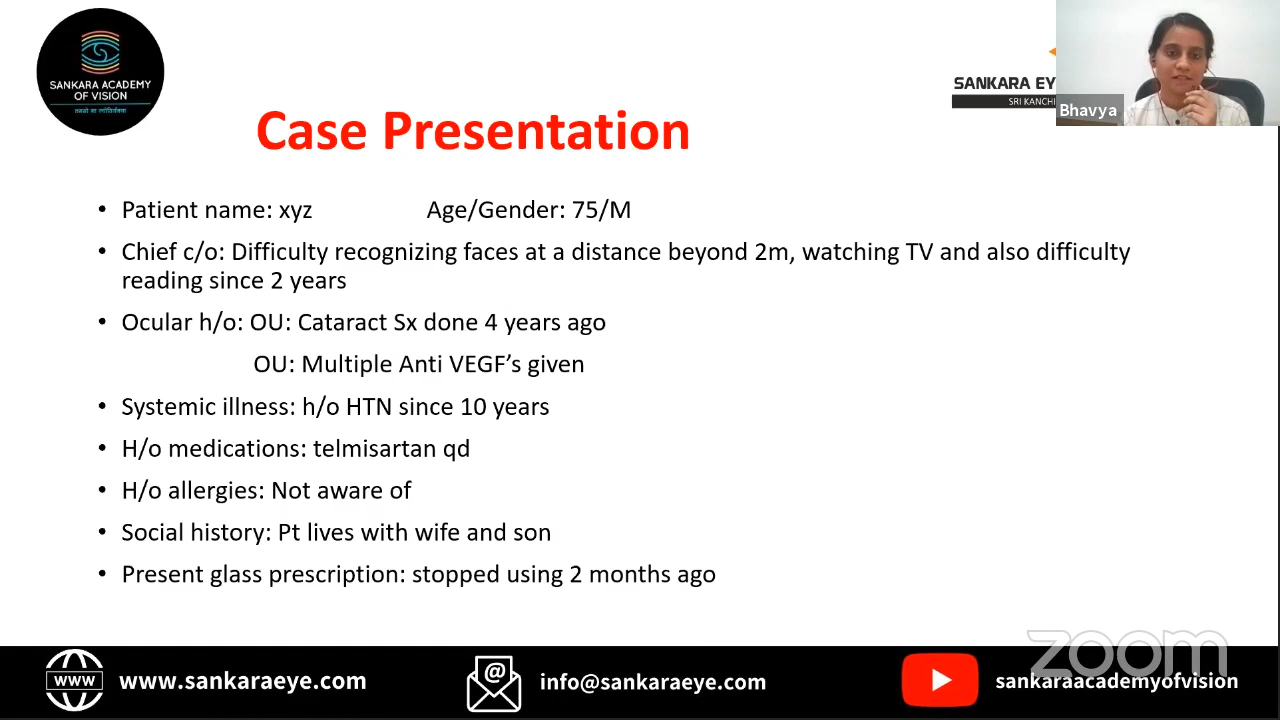 SANKARA ACADEMY
OF VISION
SANKARA EY
SRI KANCHI
Bhavya
Case Presentation
• Patient name: xyz Age/Gender: 75/M
• Chief c/o: Difficulty recognizing faces at a distance beyond 2m, watching TV and also difficulty
reading since 2 years
• Ocular h/o: OU: Cataract Sx done 4 years ago
OU: Multiple Anti VEGF’s given
• Systemic illness: h/o HTN since 10 years
• H/o medications: telmisartan qd
• H/o allergies: Not aware of
• Social history: Pt lives with wife and son
• Present glass prescription: stopped using 2 months ago
zoom
WWW
www.sankaraeye.com
@
info@sankaraeye.com
sankaraacademyofvision